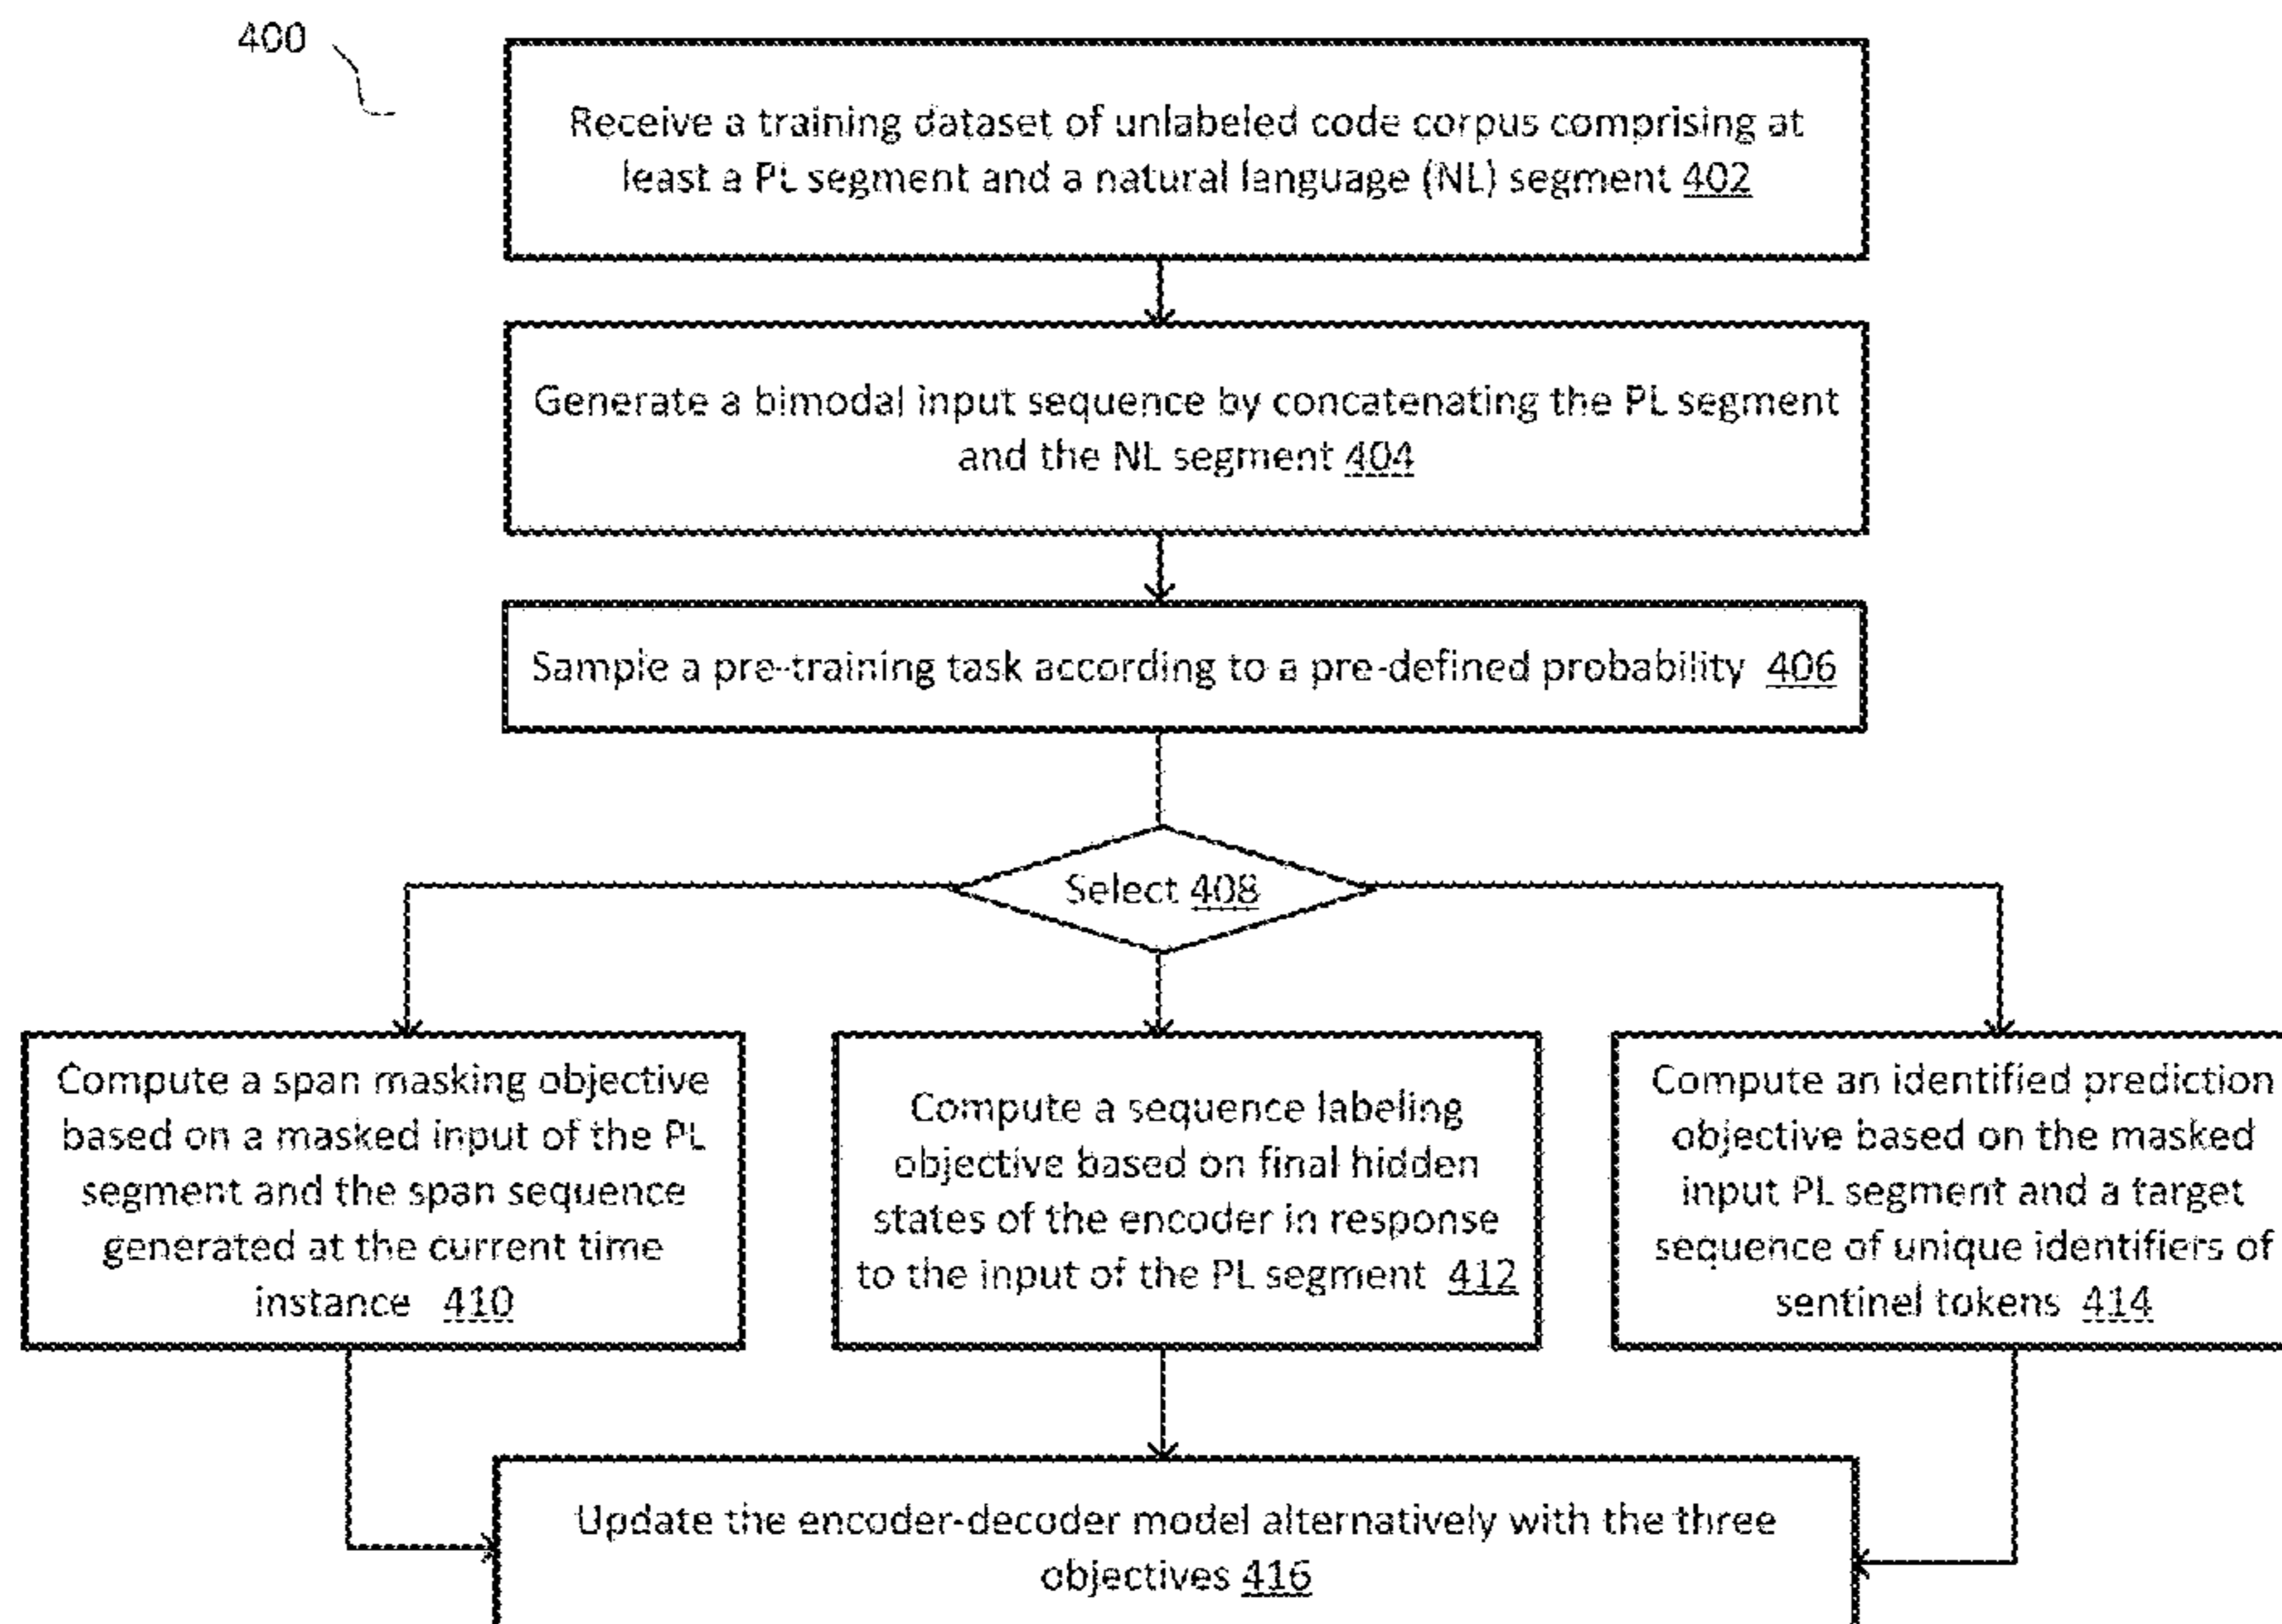 400
Receive a training dataset of unlabeled code corpus comprising at
least a PL segment and a natural language (NL) segment 402
Generate a bimodal input sequence by concatenating the PL segment
and the NL segment 404
Sample a pre-training task according to a pre-defined probability 406
Select 408
Compute a span masking objective
based on a masked input of the PL
segment and the span sequence
generated at the current time
instance 410
Compute a sequence labeling
objective based on final hidden
states of the encoder in response
to the input of the PL segment 412
Compute an identified prediction
objective based on the masked
input PL segment and a target
sequence of unique identifiers of
sentinel tokens 414
Update the encoder-decoder model alternatively with the three
objectives 416